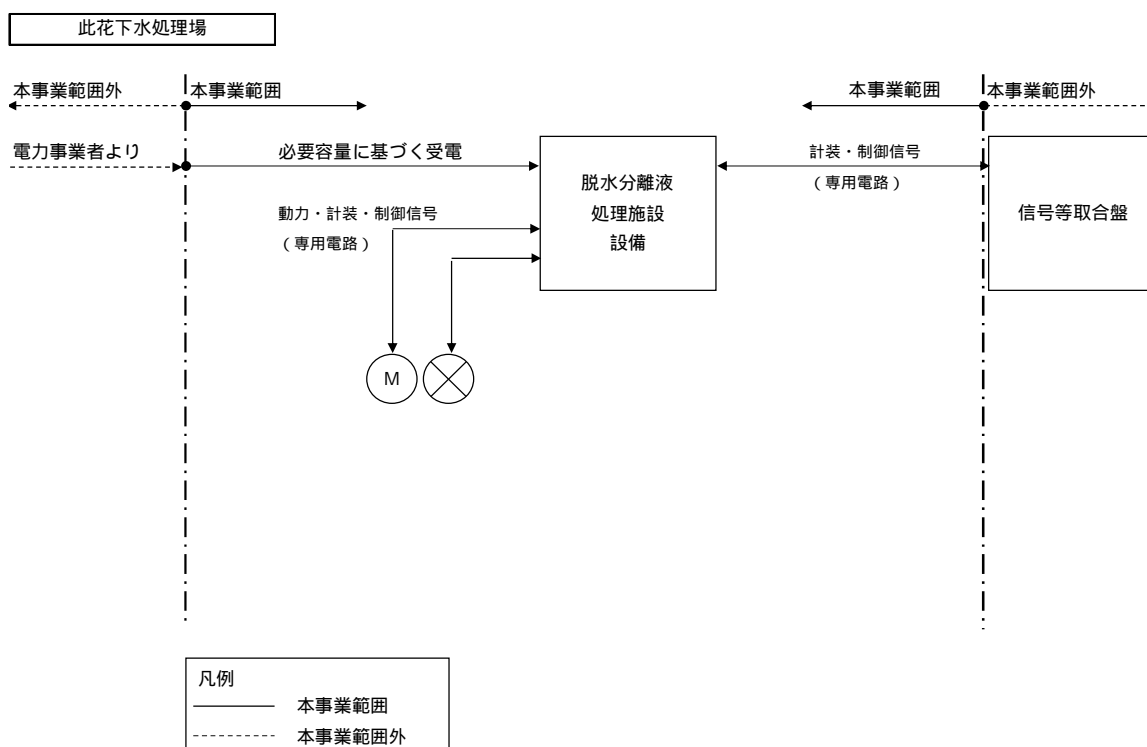 此花下水処理場
本事業範囲外
本事業範囲
本事業範囲
本事業範囲外
電力事業者より
必要容量に基づく受電
計装・制御信号
(専用電路)
脱水分離液
処理施設
設備
信号等取合盤
動力・計装・制御信号
(専用電路)
M
凡例
本事業範囲
本事業範囲外